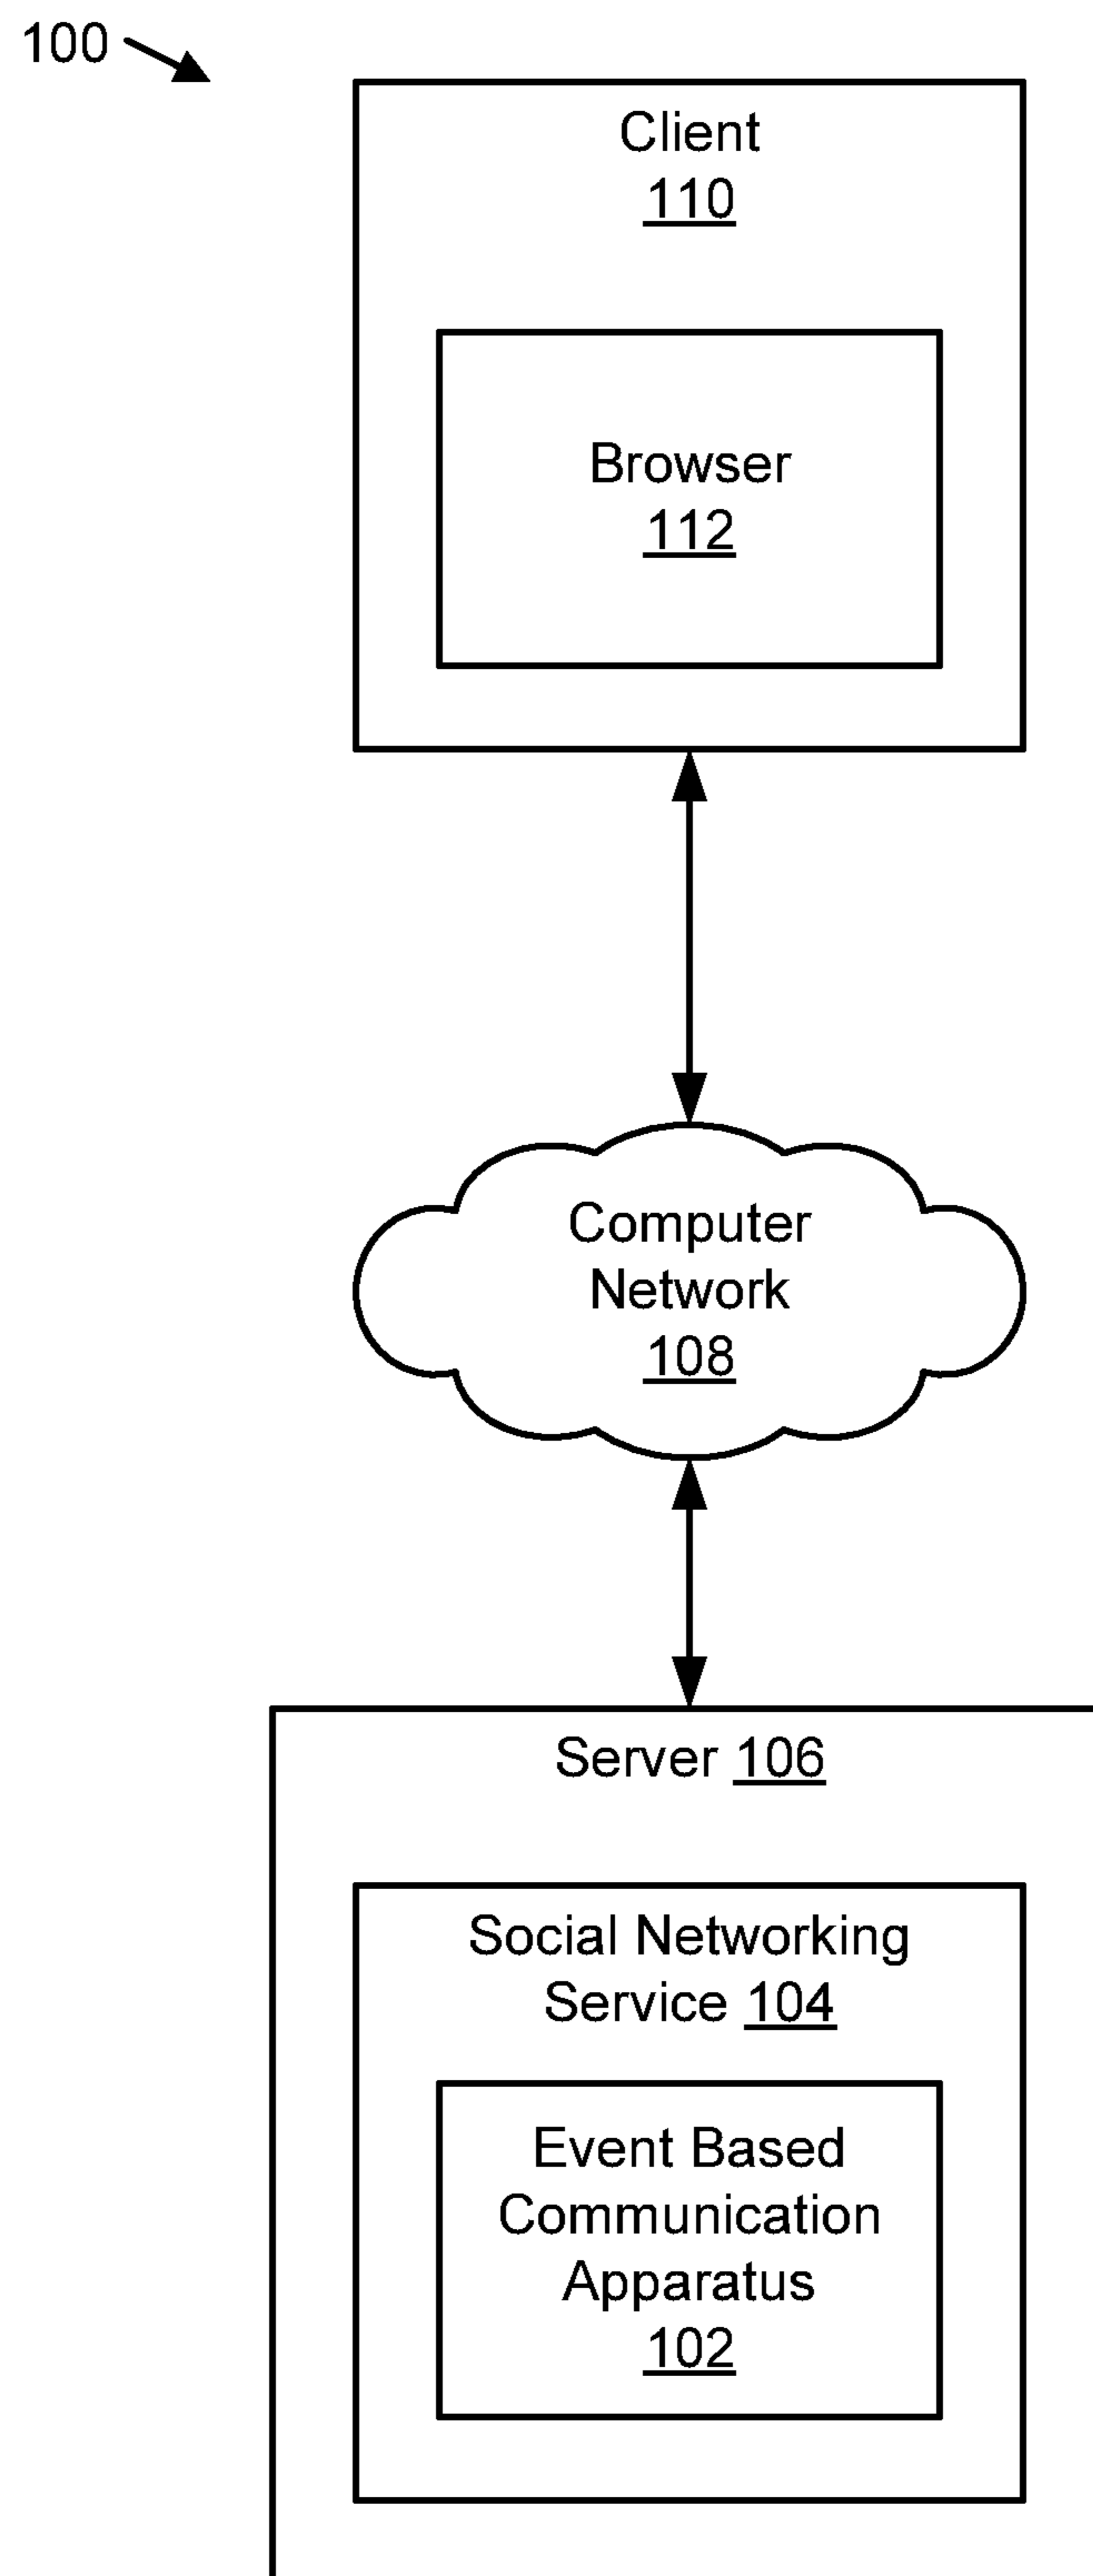 100
Client
110
Browser
112
Computer
Network
108
Server 106
Social Networking
Service 104
Event Based
Communication
Apparatus
102